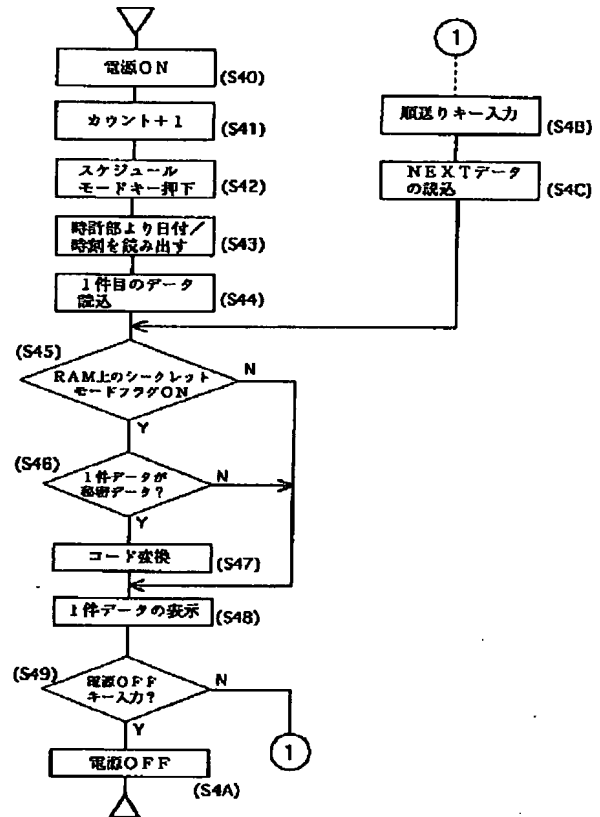 電源ON
(S40)
カウント+1
(S41)
スケジュール
モードキー押下
(S42)
時計部より日付/
時刻を読み出す
(S43)
1件目のデータ
読込
(S44)
(S45)
RAM上のシークレット
モードフラグON
N
Y
(S46)
1件データが
秘密データ?
N
Y
コード変換
(S47)
1件データの表示
(S48)
(S49)
電源OFF
キー入力?
N
Y
1
電源OFF
(S4A)
1
順送りキー入力
(S4B)
NEXTデータ
の読込
(S4C)